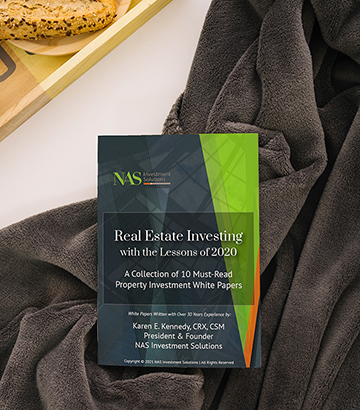 NAS Investment
Solutions
Real Estate Investing
with the Lessons of 2020
A Collection of 10 Must-Read
Property Investment White Papers
White Papers Written with Over 30 Years Experience by:
Karen E. Kennedy, CRX, CSM
President & Founder
NAS Investment Solutions
Copyright © 2021 NAS Investment Solutions | All Rights Reserved